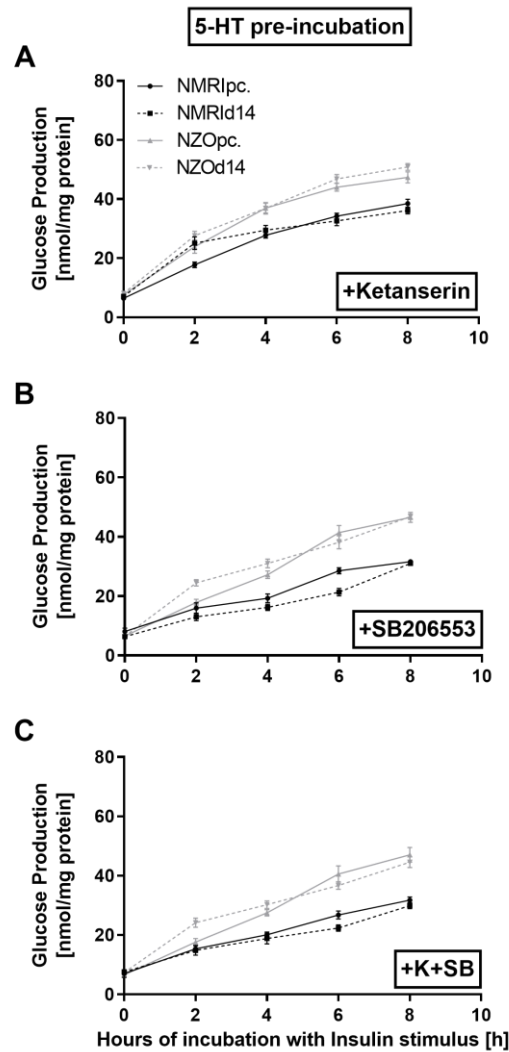 5-HT pre-incubation
A
Glucose Production
[nmol/mg protein]
80
60
40
20
0
NMRIpc.
NMRId14
NZOpc.
NZOd14
+Ketanserin
0 2 4 6 8 10
B
Glucose Production
[nmol/mg protein]
80
60
40
20
0
+SB206553
0 2 4 6 8 10
C
Glucose Production
[nmol/mg protein]
80
60
40
20
0
+K+SB
0 2 4 6 8 10
Hours of incubation with Insulin stimulus [h]